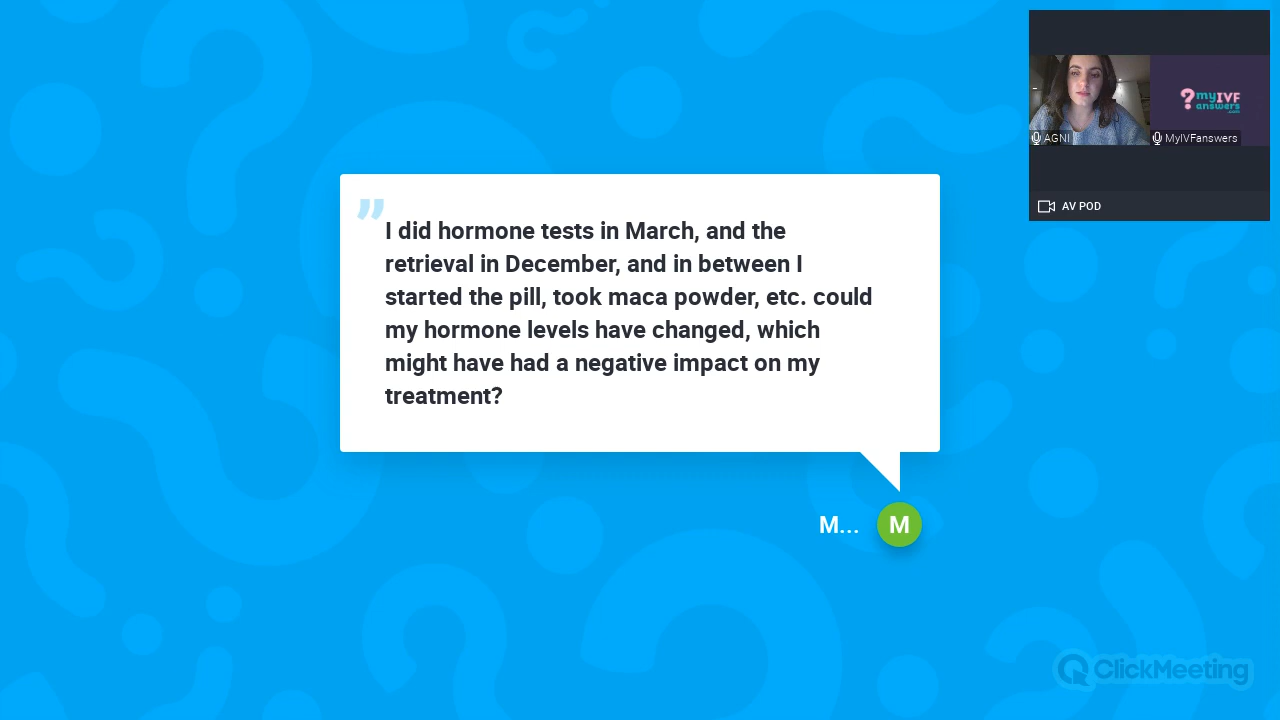 I did hormone tests in March, and the
retrieval in December, and in between I
started the pill, took maca powder, etc. could
my hormone levels have changed, which
might have had a negative impact on my
treatment?
M... M
?myIVF
answers
.com
AGNI
MyIVFanswers
AV POD
ClickMeeting